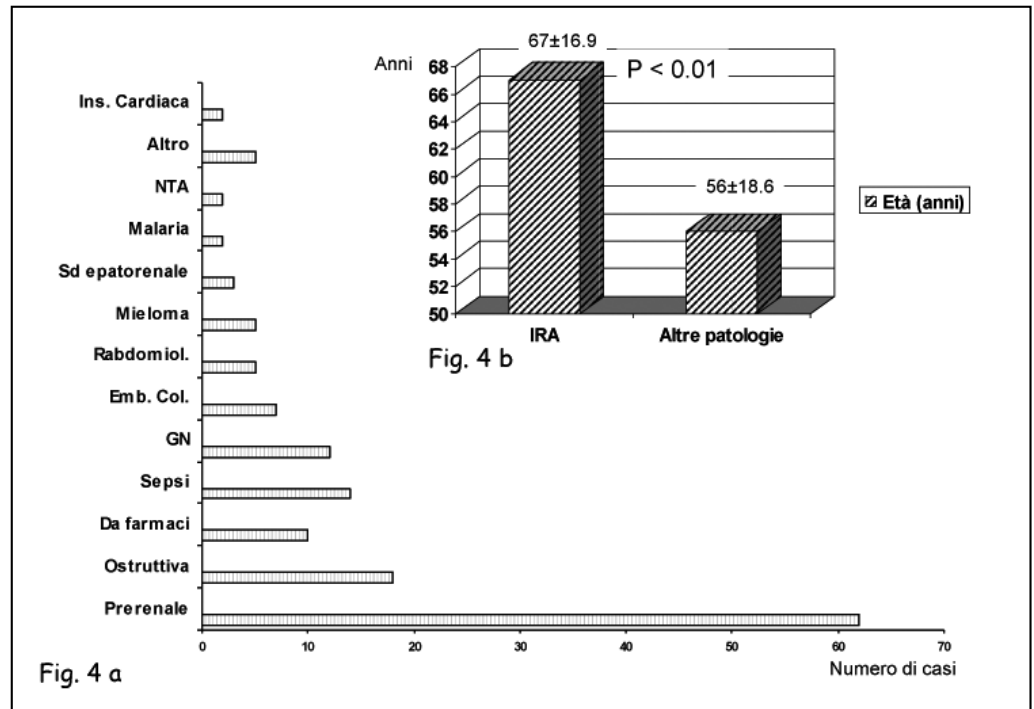 Ins. Cardiaca
Altro
NTA
Malaria
Sd epatorenale
Mieloma
Rabdomiol.
Emb. Col.
GN
Sepsi
Da farmaci
Ostruttiva
Prerenale
0 10 20 30 40 50 60 70
Numero di casi
Fig. 4 a
67±16.9
Anni
P < 0.01
68
66
64
62
60
58
56
54
52
50
56±18.6
Età (anni)
IRA Altre patologie
Fig. 4 b